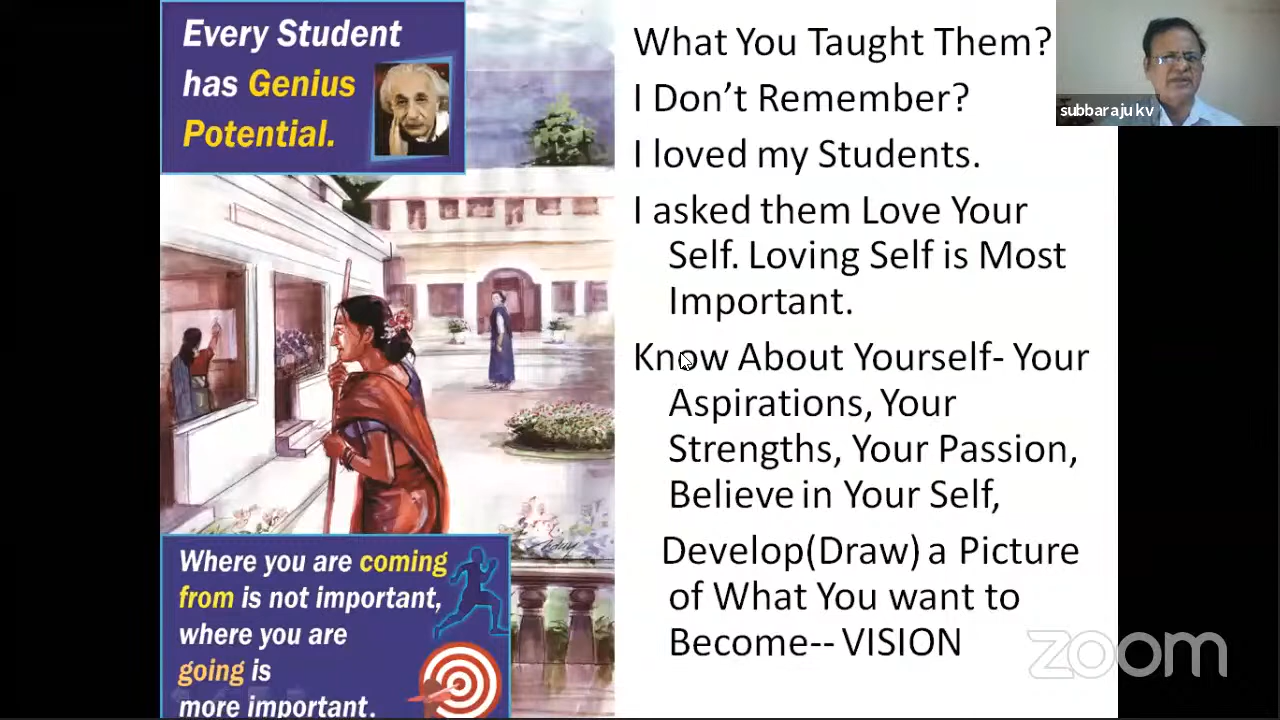 Every Student
has Genius
Potential.
Where you are coming
from is not important,
where you are
going is
more important.
What You Taught Them?
I Don’t Remember?
I loved my Students.
I asked them Love Your
Self. Loving Self is Most
Important.
Know About Yourself- Your
Aspirations, Your
Strengths, Your Passion,
Believe in Your Self,
Develop(Draw) a Picture
of What You want to
Become-- VISION
subbaraju kv
zoom